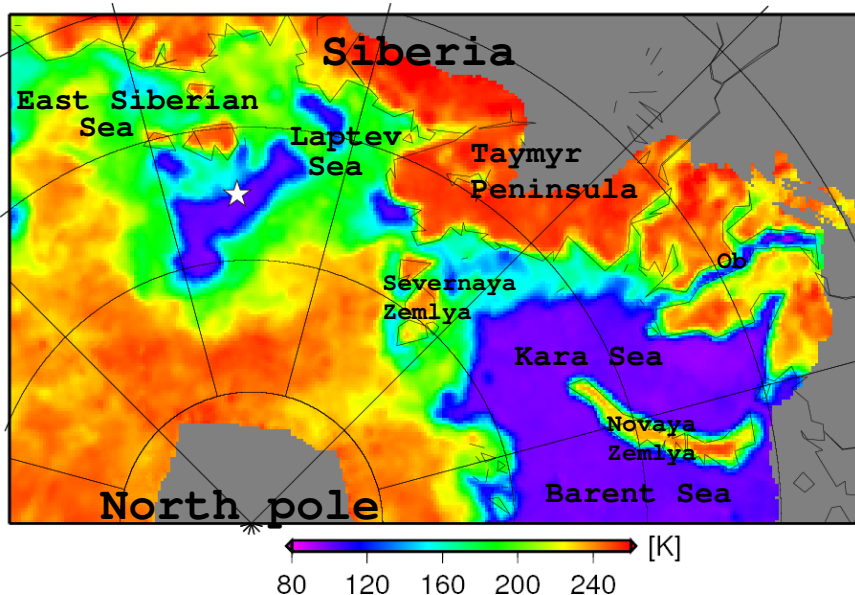 Siberia
East Siberian
Sea
Laptev
Sea
Taymyr
Peninsula
Ob
Severnaya
Zemlya
Kara Sea
Novaya
Zemlya
Barent Sea
North pole
[K]
80 120 160 200 240